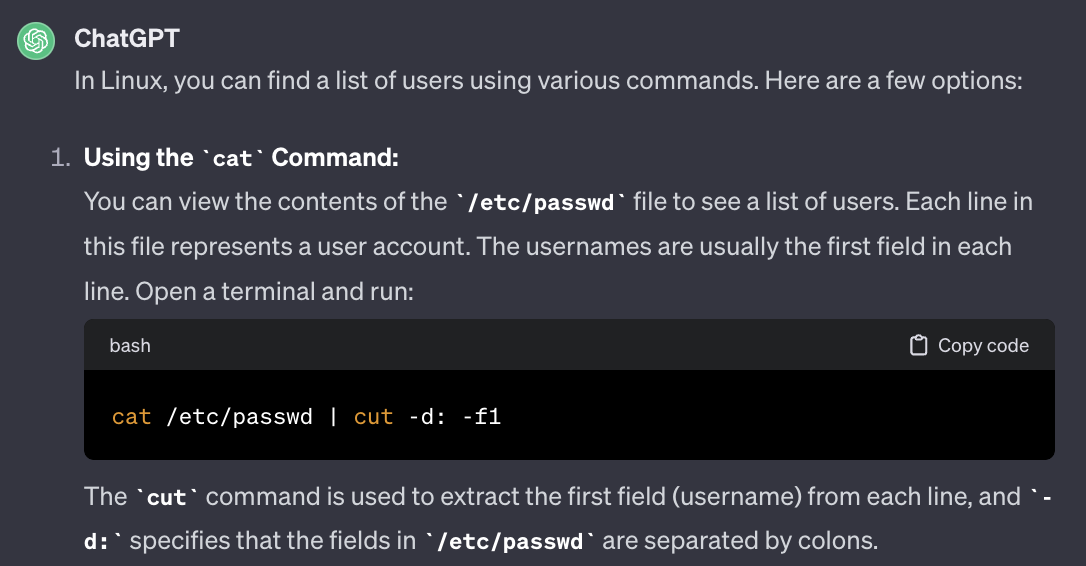 ChatGPT
In Linux, you can find a list of users using various commands. Here are a few options:
1. Using the `cat` Command:
You can view the contents of the `/etc/passwd` file to see a list of users. Each line in
this file represents a user account. The usernames are usually the first field in each
line. Open a terminal and run:
bash Copy code
cat /etc/passwd | cut -d: -f1
The `cut` command is used to extract the first field (username) from each line, and `-
d:` specifies that the fields in `/etc/passwd` are separated by colons.